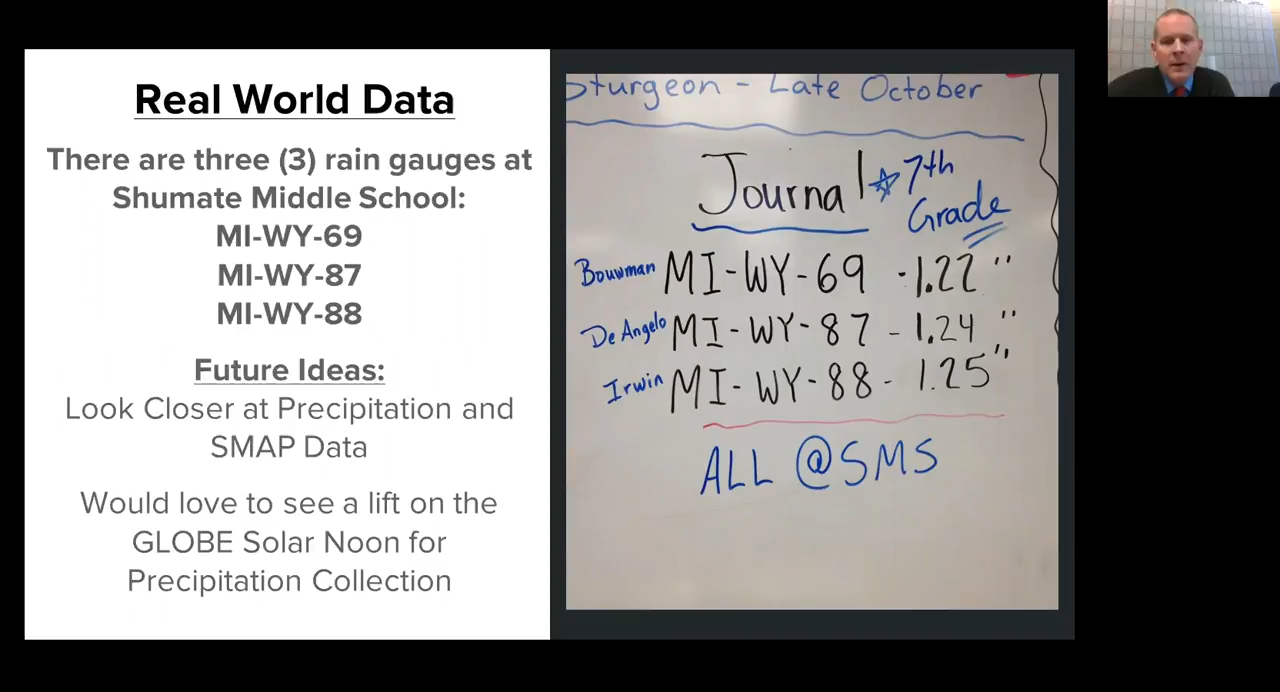 Real World Data
There are three (3) rain gauges at
Shumate Middle School:
MI-WY-69
MI-WY-87
MI-WY-88
Future Ideas:
Look Closer at Precipitation and
SMAP Data
Would love to see a lift on the
GLOBE Solar Noon for
Precipitation Collection
Sturgeon - Late October
Journal ☆ 7th
Grade
Bouwman MI-WY-69 - 1.22"
De Angelo MI-WY-87 - 1.24"
Irwin MI-WY-88 - 1.25"
ALL @SMS